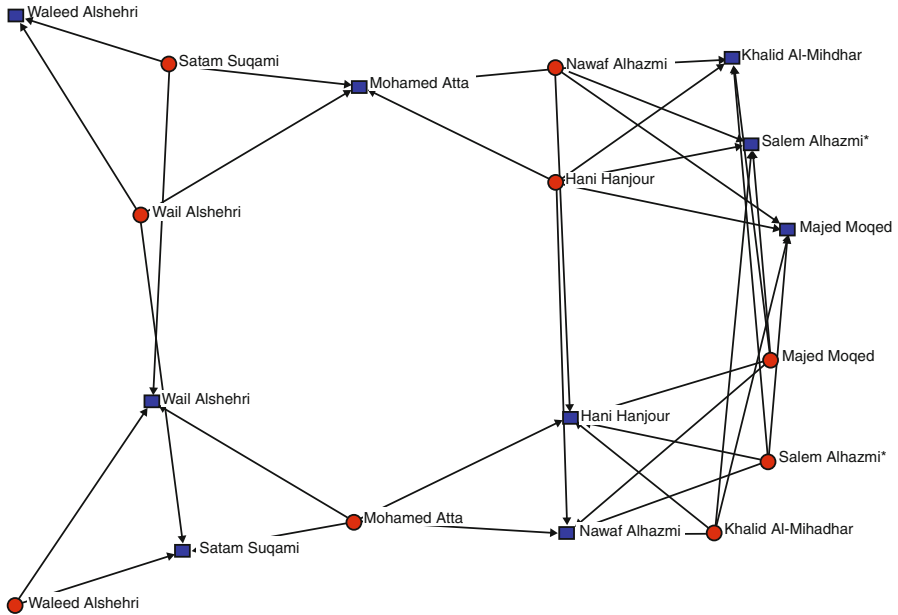 Waleed Alshehri
Satam Suqami
Mohamed Atta
Nawaf Alhazmi
Khalid Al-Mihdhar
Salem Alhazmi*
Hani Hanjour
Wail Alshehri
Majed Moqed
Majed Moqed
Wail Alshehri
Hani Hanjour
Salem Alhazmi*
Mohamed Atta
Nawaf Alhazmi
Khalid Al-Mihadhar
Satam Suqami
Waleed Alshehri